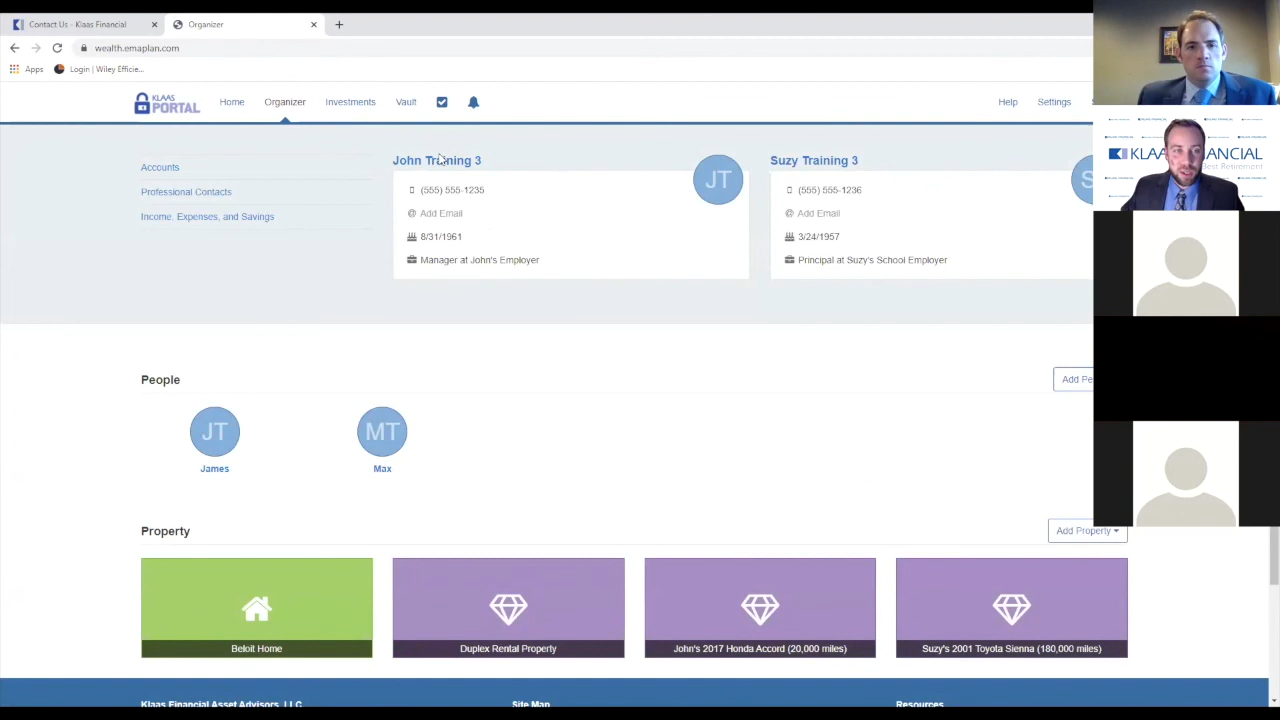 Contact Us - Klaas Financial
Organizer
wealth.emaplan.com
Apps
Login | Wiley Efficie...
KLAAS PORTAL
Home
Organizer
Investments
Vault
Help
Settings
Accounts
Professional Contacts
Income, Expenses, and Savings
John Training 3
(555) 555-1235
Add Email
8/31/1961
Manager at John's Employer
JT
Suzy Training 3
(555) 555-1236
Add Email
3/24/1957
Principal at Suzy's School Employer
S
KLAAS FINANCIAL
Best Retirement
People
Add Pe
JT
James
MT
Max
Property
Add Property
Beloit Home
Duplex Rental Property
John's 2017 Honda Accord (20,000 miles)
Suzy's 2001 Toyota Sienna (180,000 miles)
Klaas Financial Asset Advisors, LLC
Site Map
Resources